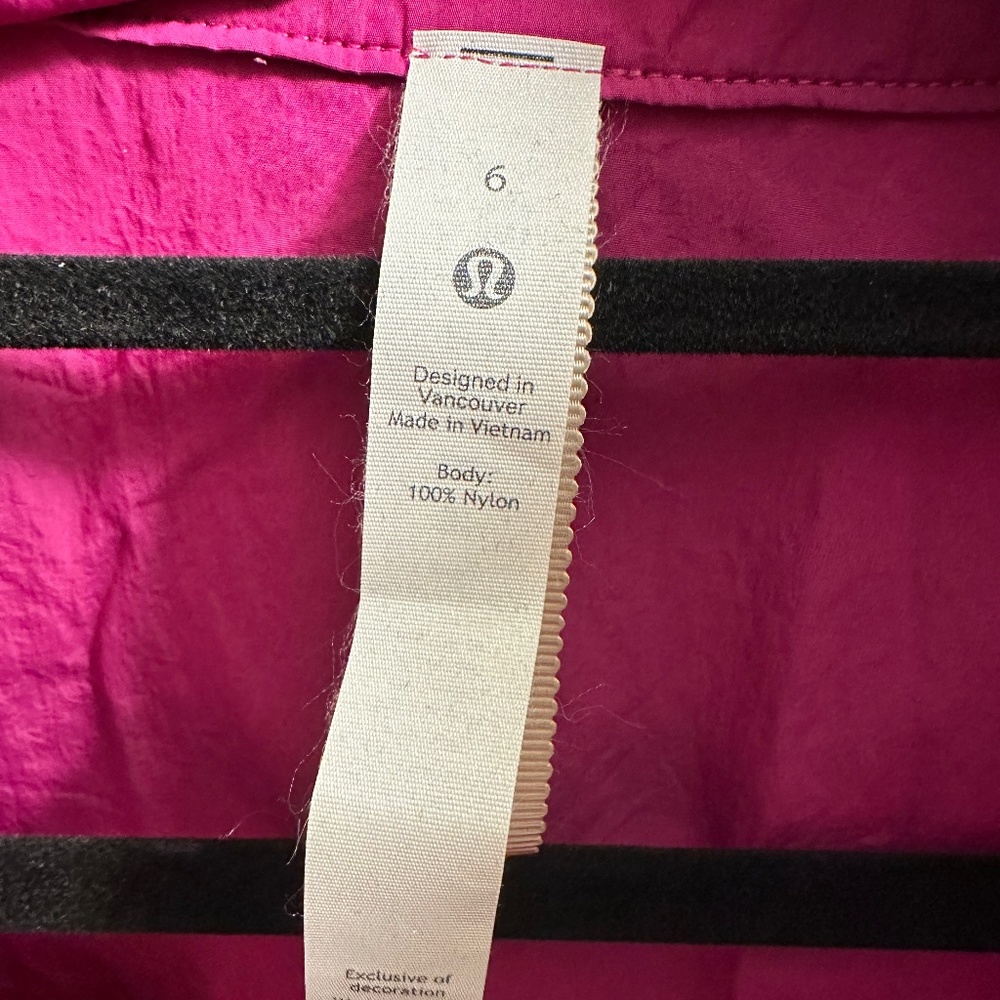 6
Designed in
Vancouver
Made in Vietnam
Body:
100% Nylon
Exclusive of
decoration